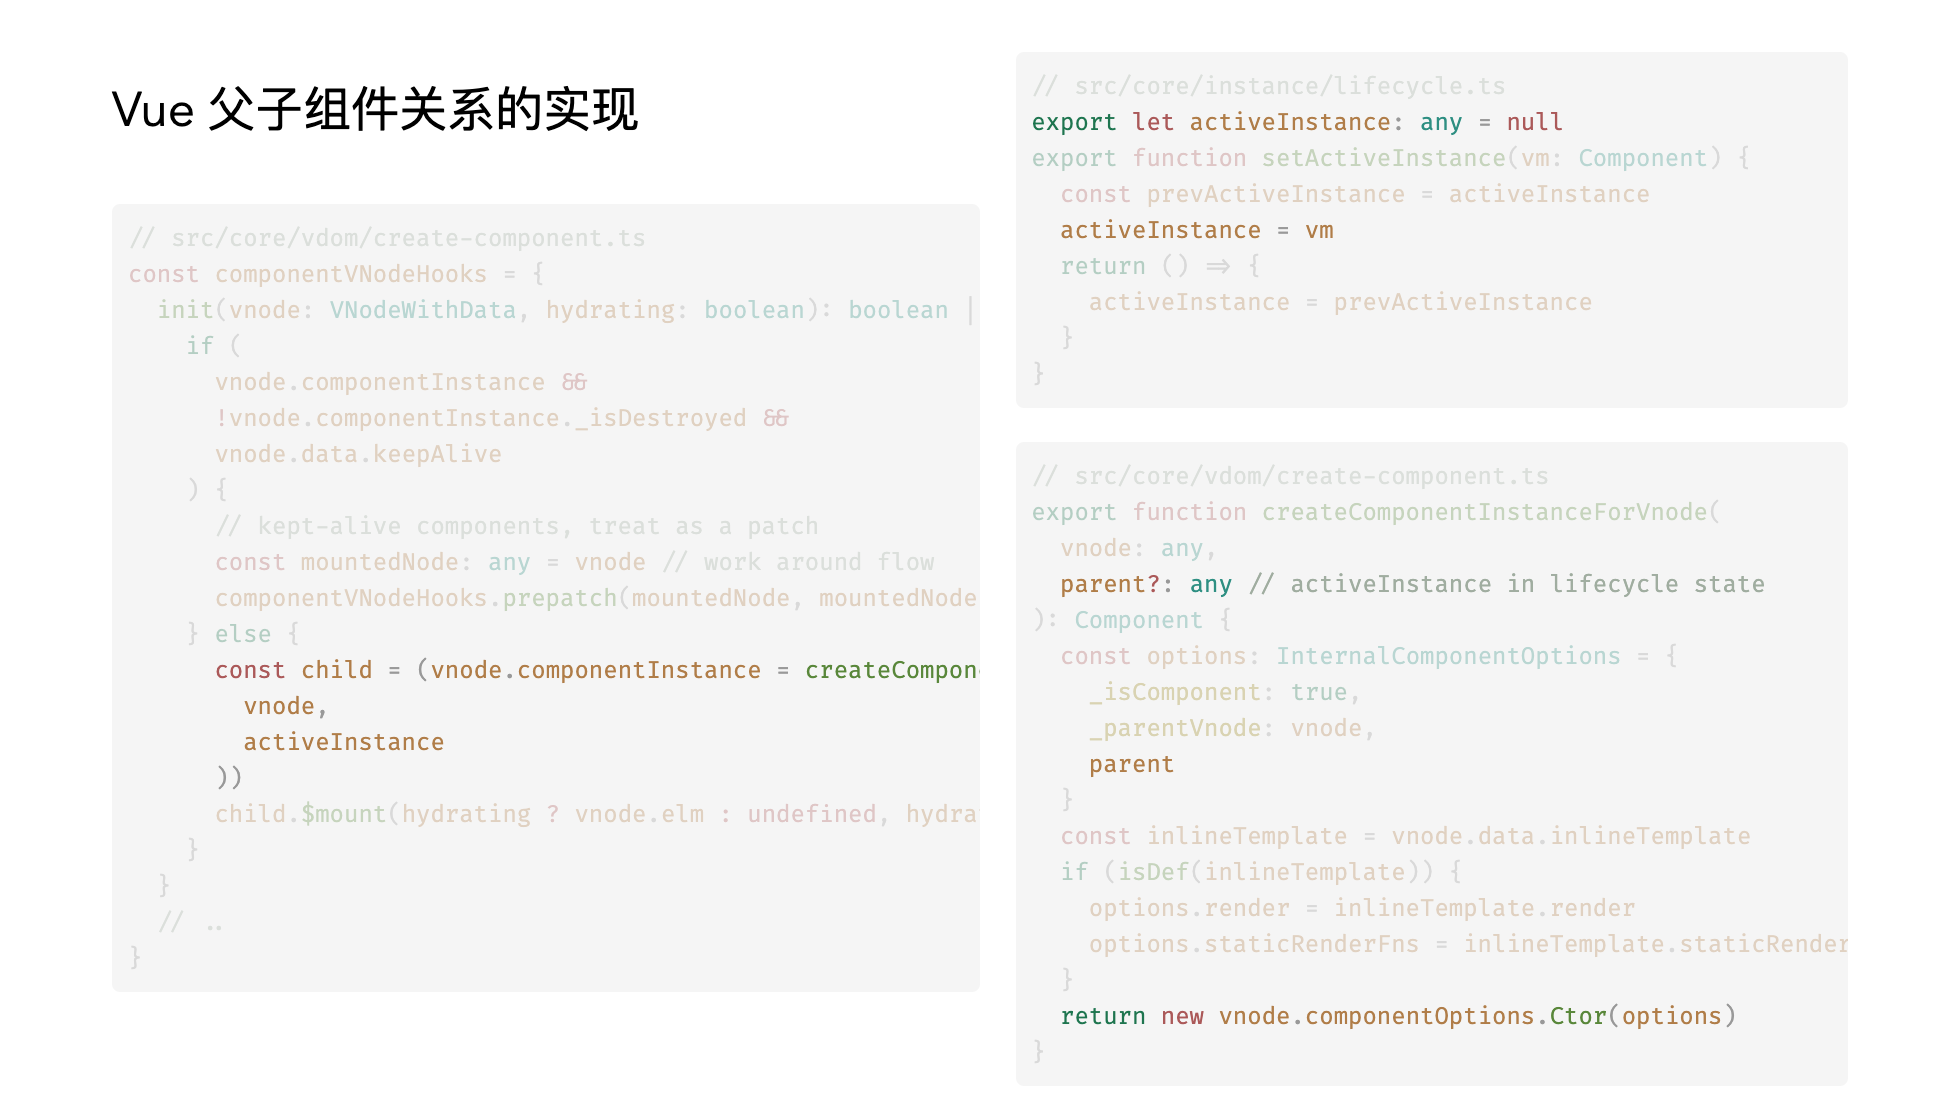 Vue 父子组件关系的实现
// src/core/vdom/create-component.ts
const componentVNodeHooks = {
  init(vnode: VNodeWithData, hydrating: boolean): boolean |
    if (
      vnode.componentInstance &&
      !vnode.componentInstance._isDestroyed &&
      vnode.data.keepAlive
    ) {
      // kept-alive components, treat as a patch
      const mountedNode: any = vnode // work around flow
      componentVNodeHooks.prepatch(mountedNode, mountedNode
    } else {
      const child = (vnode.componentInstance = createCompon
        vnode,
        activeInstance
      ))
      child.$mount(hydrating ? vnode.elm : undefined, hydra
    }
  }
  // ..
}
// src/core/instance/lifecycle.ts
export let activeInstance: any = null
export function setActiveInstance(vm: Component) {
  const prevActiveInstance = activeInstance
  activeInstance = vm
  return () => {
    activeInstance = prevActiveInstance
  }
}
// src/core/vdom/create-component.ts
export function createComponentInstanceForVnode(
  vnode: any,
  parent?: any // activeInstance in lifecycle state
): Component {
  const options: InternalComponentOptions = {
    _isComponent: true,
    _parentVnode: vnode,
    parent
  }
  const inlineTemplate = vnode.data.inlineTemplate
  if (isDef(inlineTemplate)) {
    options.render = inlineTemplate.render
    options.staticRenderFns = inlineTemplate.staticRender
  }
  return new vnode.componentOptions.Ctor(options)
}